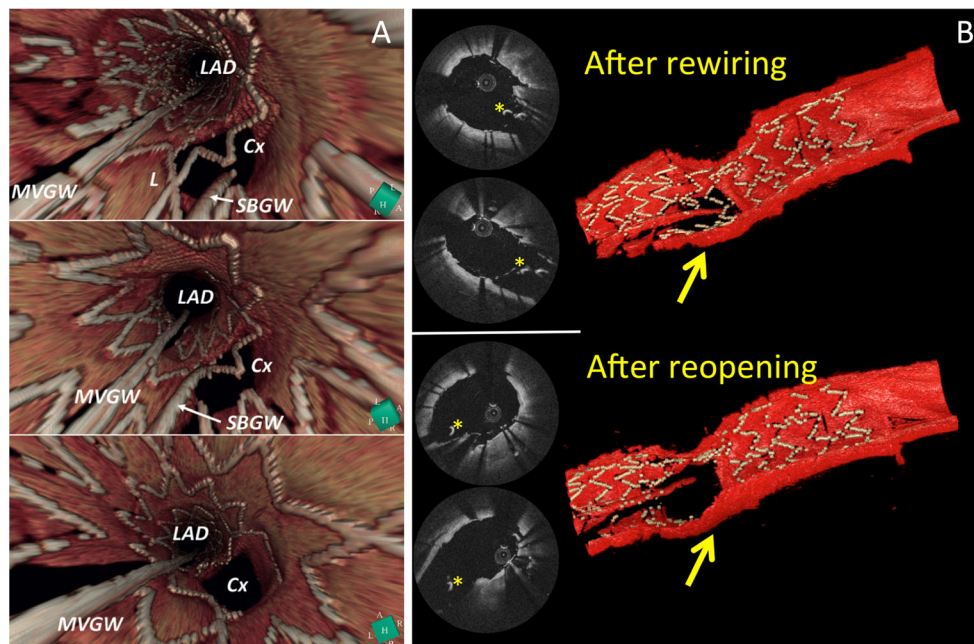 A
LAD
Cx
L
MVGW
SBGW
LAD
Cx
MVGW
SBGW
LAD
Cx
MVGW
B
After rewiring
*
*
After reopening
*
*